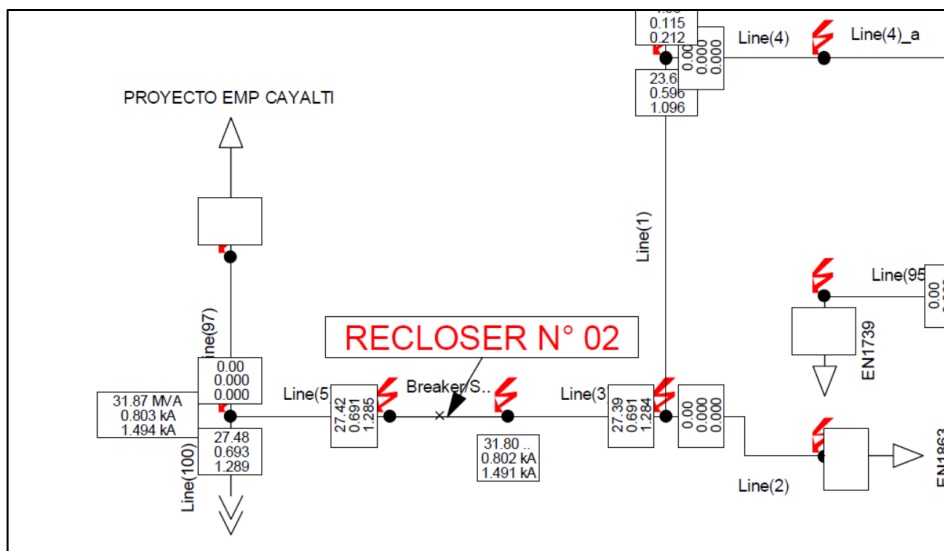 0.115
0.212
Line(4)
Line(4)_a
0.00
0.000
0.000
23.6
0.596
1.096
PROYECTO EMP CAYALTI
Line(1)
Line(95
0.00
EN1739
RECLOSER N° 02
Line(97)
0.00
0.000
0.000
31.87 MVA
0.803 kA
1.494 kA
27.48
0.693
1.289
Line(100)
Line(5
27.42
0.691
1.285
Breaker/S..
31.80 ..
0.802 kA
1.491 kA
Line(3
27.39
0.691
1.284
0.00
0.000
0.000
Line(2)
EN1863